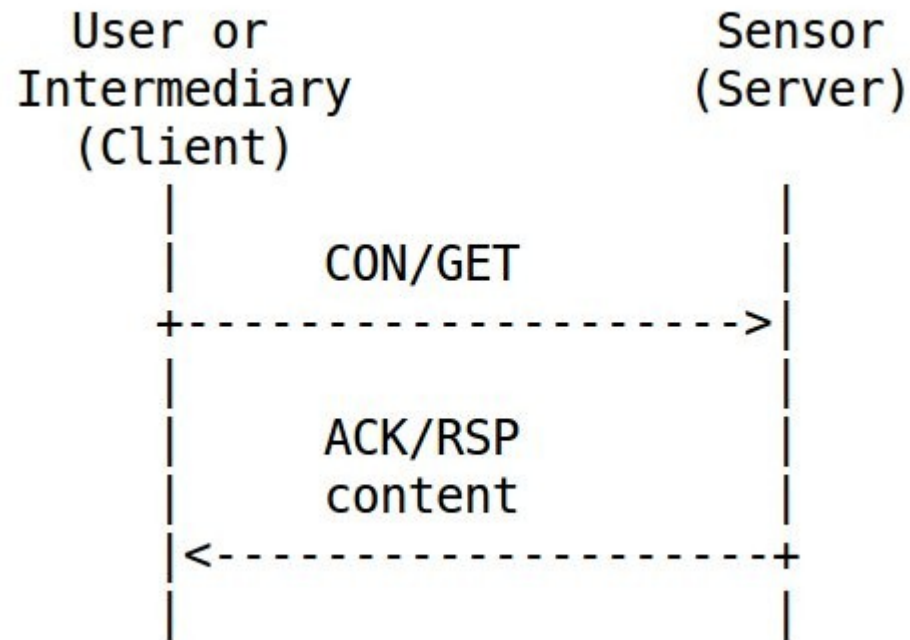 User or Sensor
Intermediary (Server)
(Client)
| |
| CON/GET |
+-------------------->|
| |
| ACK/RSP |
| content |
|<--------------------+
| |